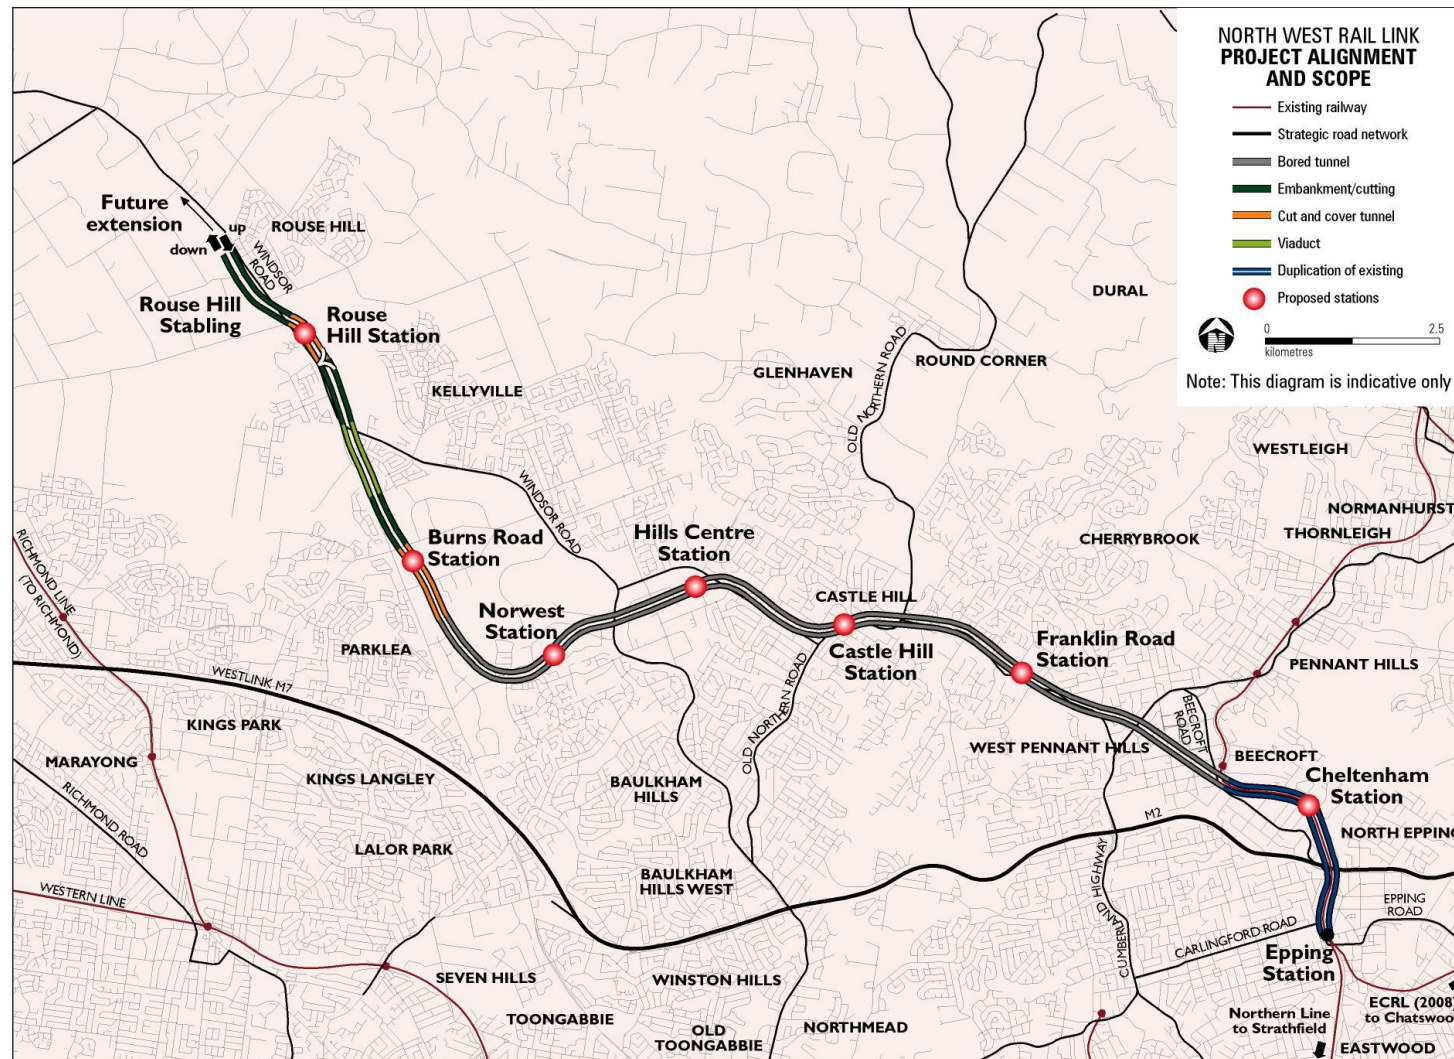 NORTH WEST RAIL LINK
PROJECT ALIGNMENT
AND SCOPE
Existing railway
Strategic road network
Bored tunnel
Embankment/cutting
Cut and cover tunnel
Viaduct
Duplication of existing
Proposed stations
N
0
2.5
kilometres
Note: This diagram is indicative only
Future
extension
up
down
ROUSE HILL
WINDSOR
ROAD
Rouse Hill
Stabling
Rouse
Hill Station
DURAL
ROUND CORNER
GLENHAVEN
OLD NORTHERN ROAD
KELLYVILLE
WESTLEIGH
NORMANHURST
THORNLEIGH
CHERRYBROOK
WINDSOR ROAD
Burns Road
Station
Hills Centre
Station
RICHMOND LINE
(TO RICHMOND)
Norwest
Station
CASTLE HILL
Castle Hill
Station
Franklin Road
Station
PENNANT HILLS
PARKLEA
WESTLINK M7
OLD NORTHERN ROAD
BEECROFT
ROAD
KINGS PARK
WEST PENNANT HILLS
BEECROFT
MARAYONG
KINGS LANGLEY
BAULKHAM
HILLS
Cheltenham
Station
RICHMOND ROAD
M2
NORTH EPPING
LALOR PARK
BAULKHAM
HILLS WEST
CUMBERLAND HIGHWAY
WESTERN LINE
EPPING
ROAD
CARLINGFORD ROAD
Epping
Station
SEVEN HILLS
WINSTON HILLS
ECRL (2008)
to Chatswoo
Northern Line
to Strathfield
TOONGABBIE
OLD
TOONGABBIE
NORTHMEAD
EASTWOOD